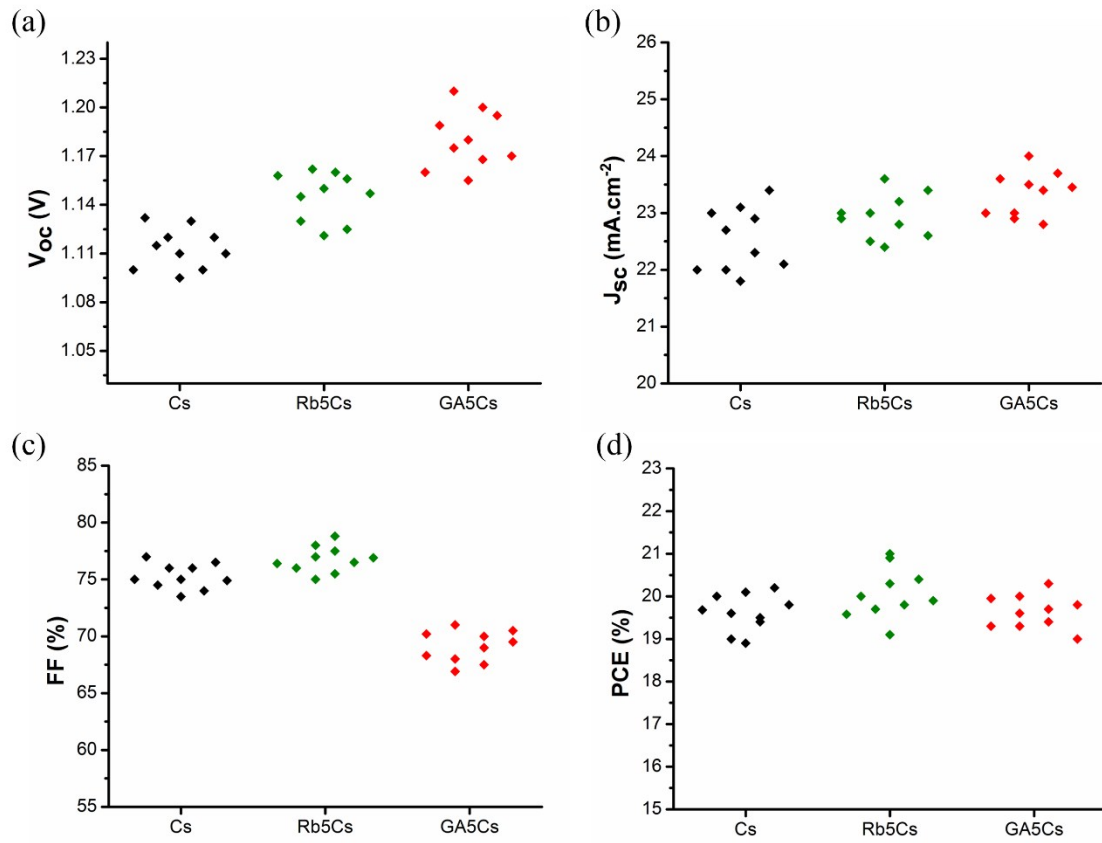 (a)
V_OC (V)
1.23
1.20
1.17
1.14
1.11
1.08
1.05
Cs Rb5Cs GA5Cs
(b)
J_SC (mA.cm⁻²)
26
25
24
23
22
21
20
Cs Rb5Cs GA5Cs
(c)
FF (%)
85
80
75
70
65
60
55
Cs Rb5Cs GA5Cs
(d)
PCE (%)
23
22
21
20
19
18
17
16
15
Cs Rb5Cs GA5Cs